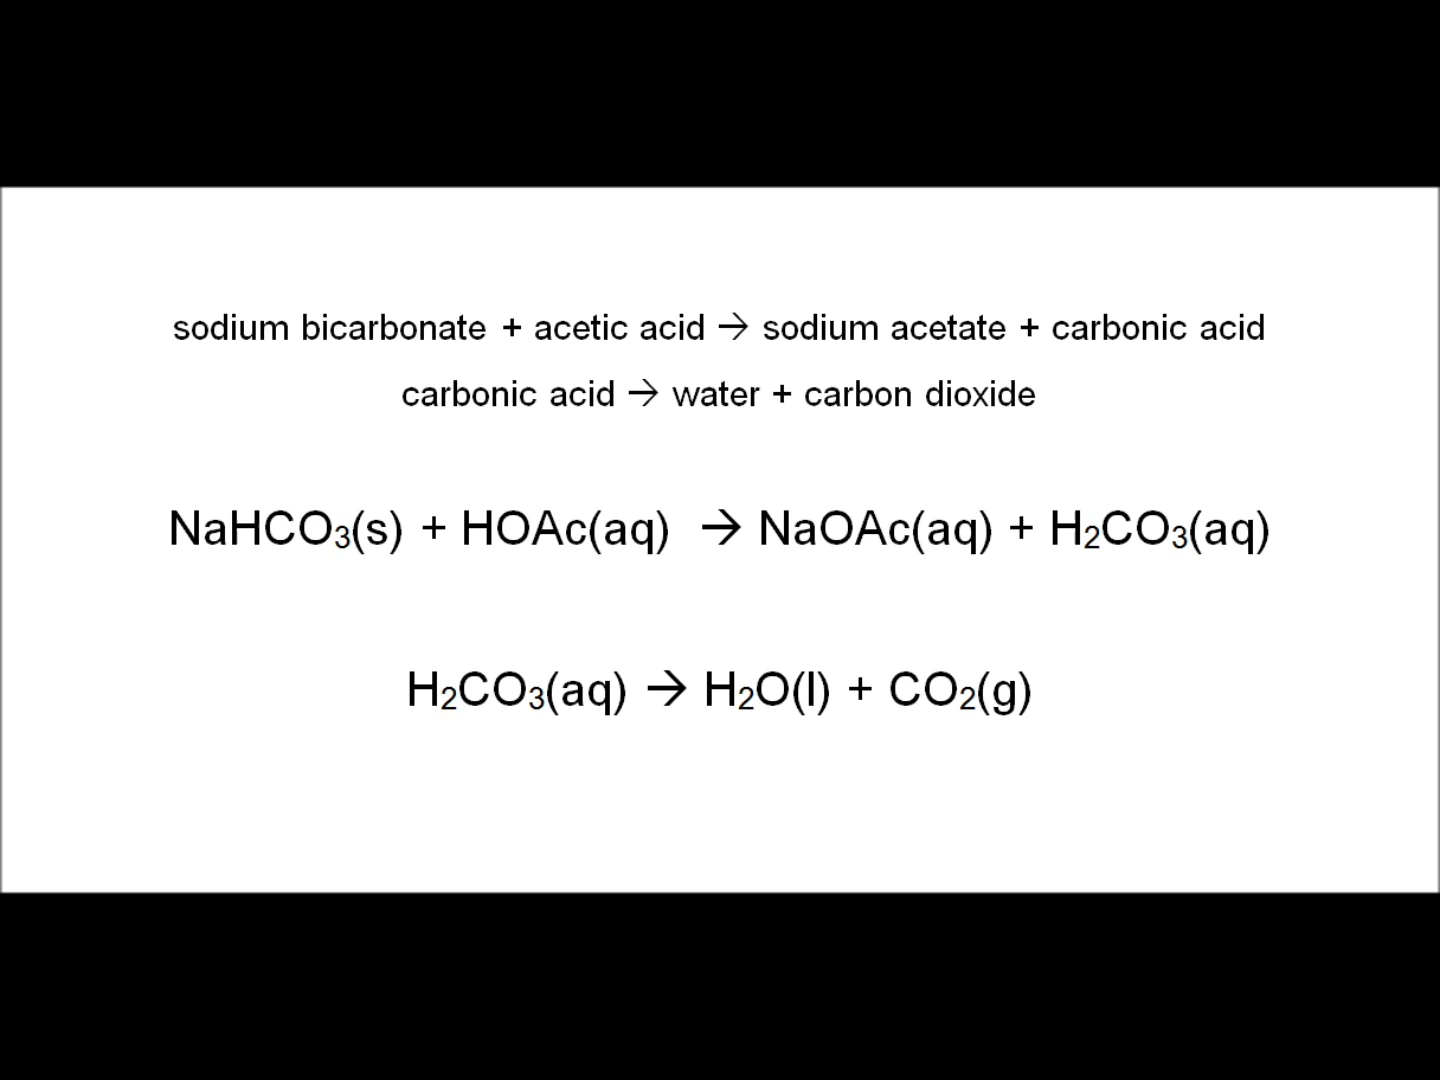 sodium bicarbonate + acetic acid → sodium acetate + carbonic acid
carbonic acid → water + carbon dioxide
NaHCO₃(s) + HOAc(aq) → NaOAc(aq) + H₂CO₃(aq)
H₂CO₃(aq) → H₂O(l) + CO₂(g)